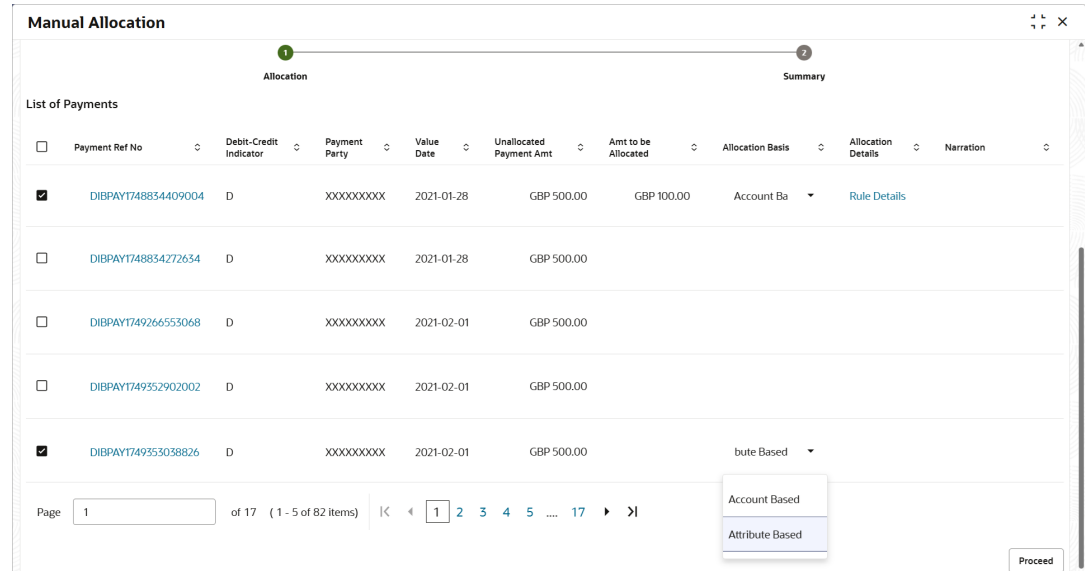 Manual Allocation
1
2
Allocation
Summary
List of Payments
Payment Ref No
Debit-Credit
Indicator
Payment
Party
Value
Date
Unallocated
Payment Amt
Amt to be
Allocated
Allocation Basis
Allocation
Details
Narration
DIBPAY1748834409004 D XXXXXXXXX 2021-01-28 GBP 500.00 GBP 100.00 Account Ba Rule Details
DIBPAY1748834272634 D XXXXXXXXX 2021-01-28 GBP 500.00
DIBPAY1749266553068 D XXXXXXXXX 2021-02-01 GBP 500.00
DIBPAY1749352902002 D XXXXXXXXX 2021-02-01 GBP 500.00
DIBPAY1749353038826 D XXXXXXXXX 2021-02-01 GBP 500.00 bute Based
Account Based
Attribute Based
Page 1 of 17 ( 1 - 5 of 82 items) 1 2 3 4 5 .... 17
Proceed